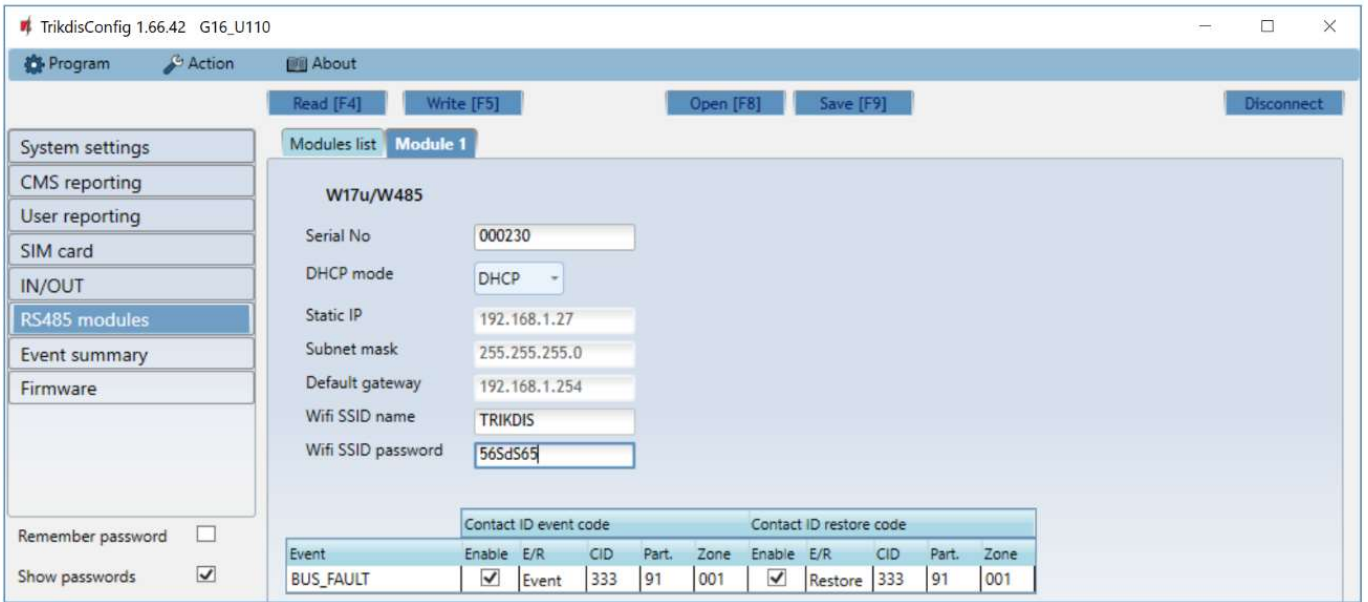 TrikdisConfig 1.66.42 G16_U110
Program Action About
Read [F4] Write [F5] Open [F8] Save [F9] Disconnect
System settings
CMS reporting
User reporting
SIM card
IN/OUT
RS485 modules
Event summary
Firmware
Remember password
Show passwords
Modules list Module 1
W17u/W485
Serial No 000230
DHCP mode DHCP
Static IP 192.168.1.27
Subnet mask 255.255.255.0
Default gateway 192.168.1.254
Wifi SSID name TRIKDIS
Wifi SSID password 56SdS65
Contact ID event code Contact ID restore code
Event Enable E/R CID Part. Zone Enable E/R CID Part. Zone
BUS_FAULT Event 333 91 001 Restore 333 91 001